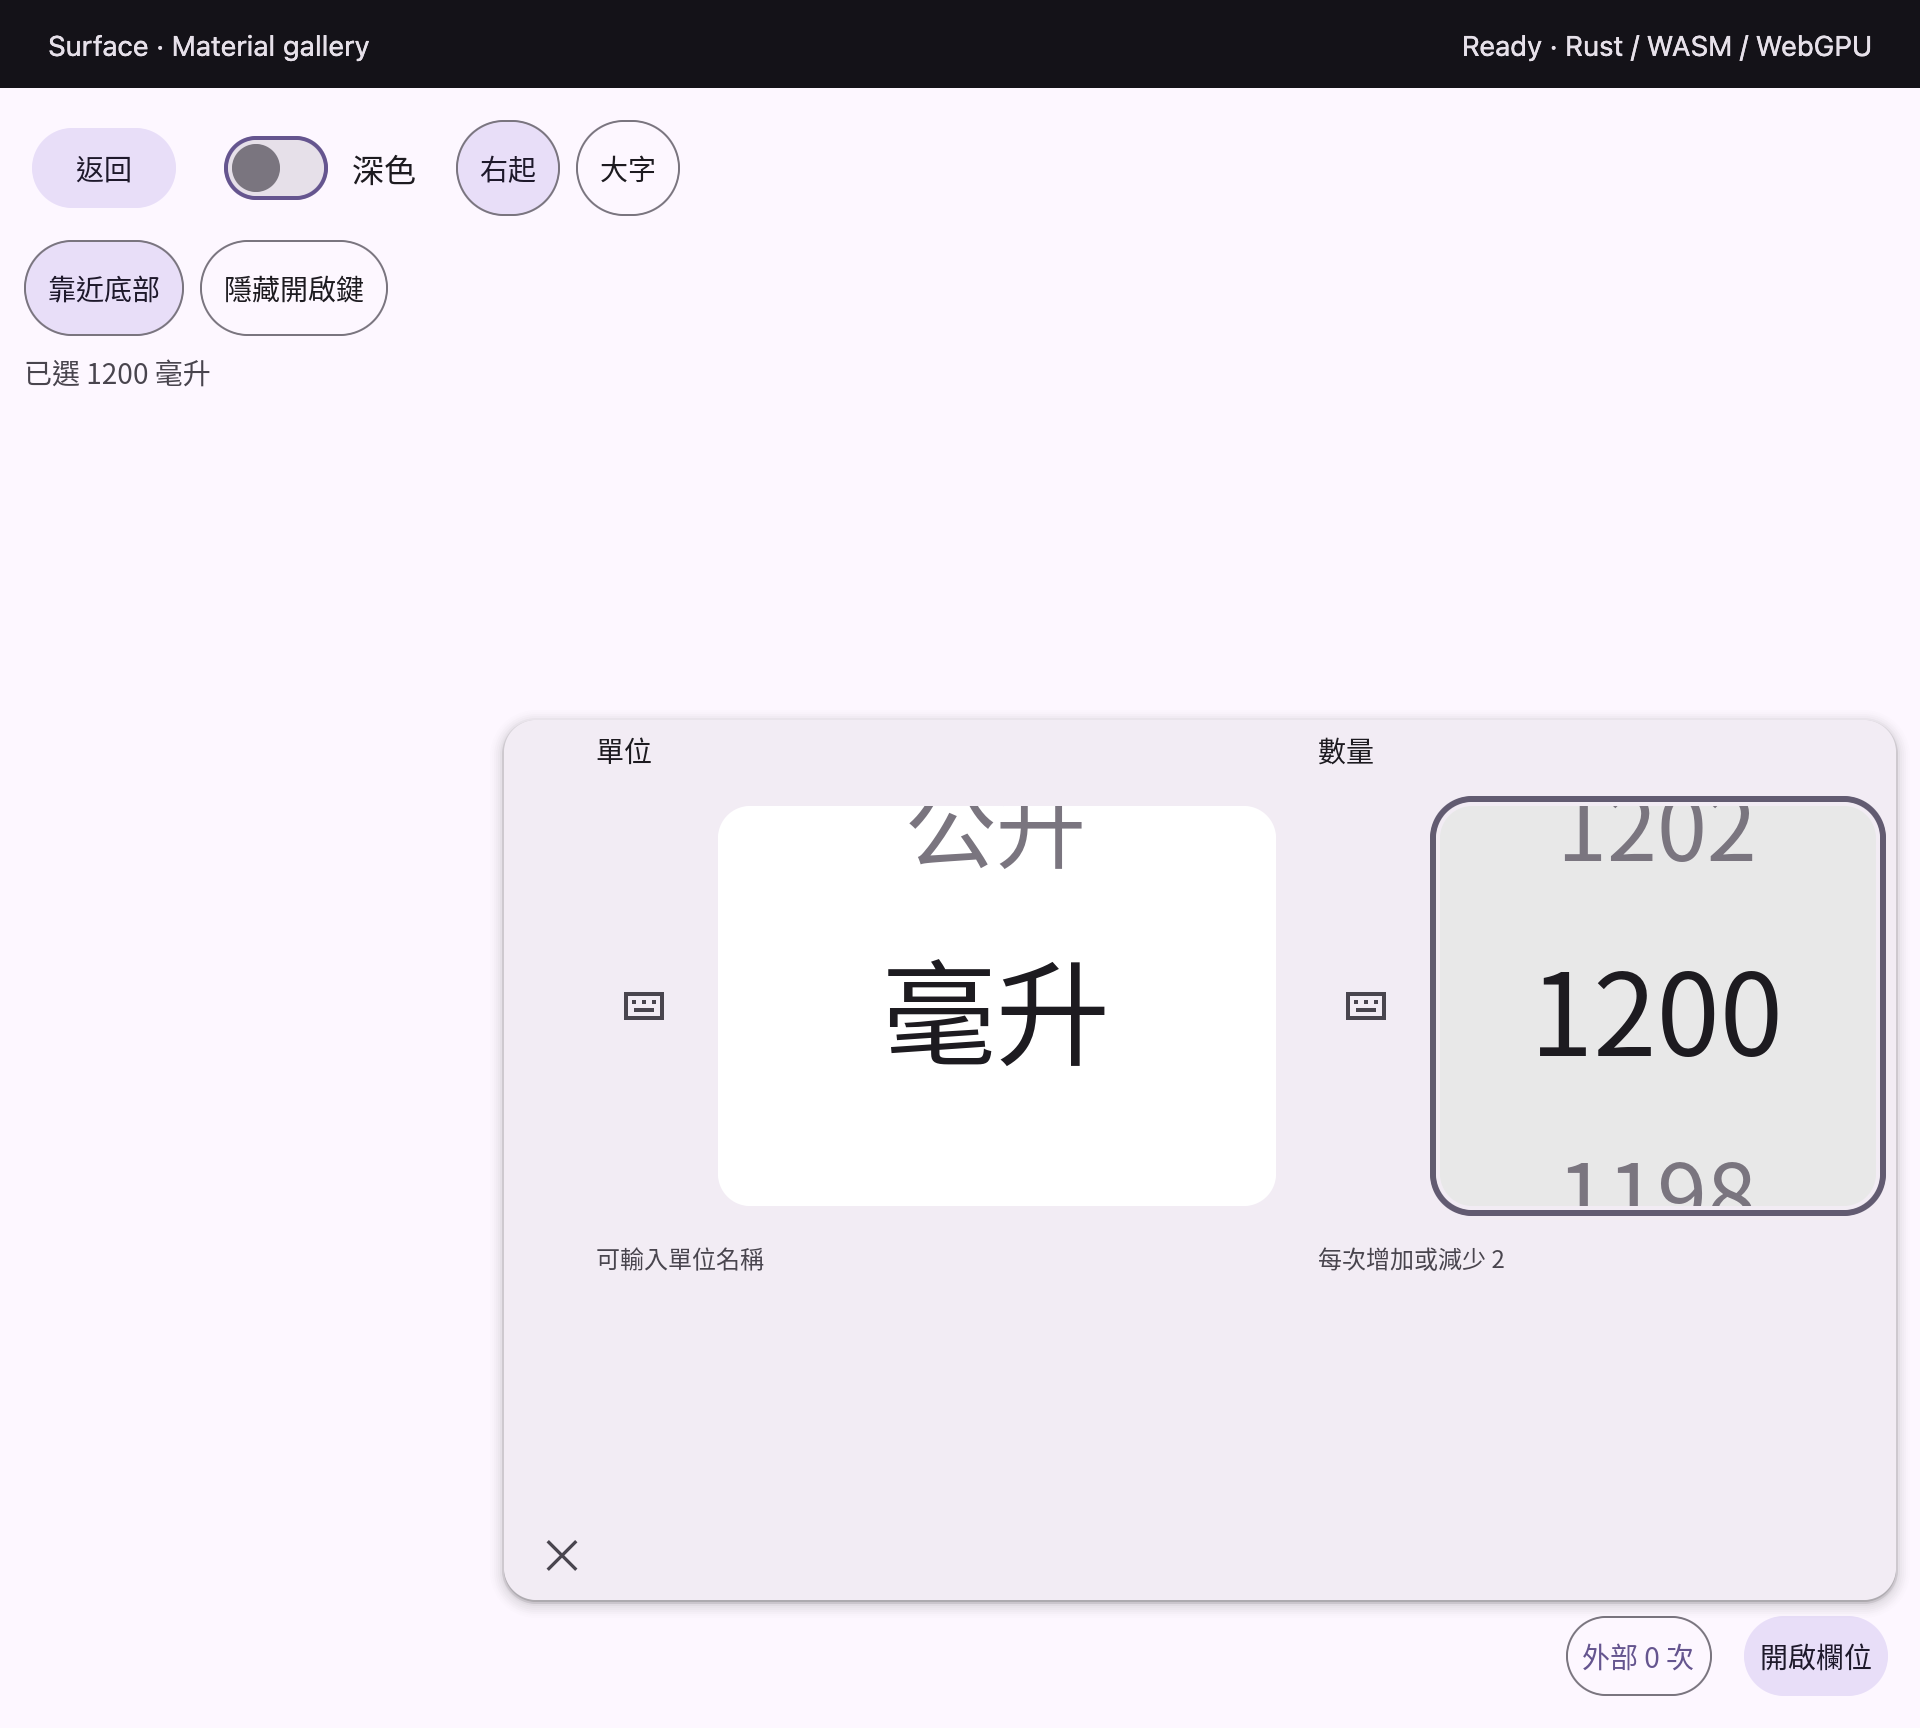 Surface · Material gallery
Ready · Rust / WASM / WebGPU
返回
深色
右起
大字
靠近底部
隱藏開啟鍵
已選 1200 毫升
單位
數量
公升
1202
毫升
1200
1198
可輸入單位名稱
每次增加或減少 2
外部 0 次
開啟欄位